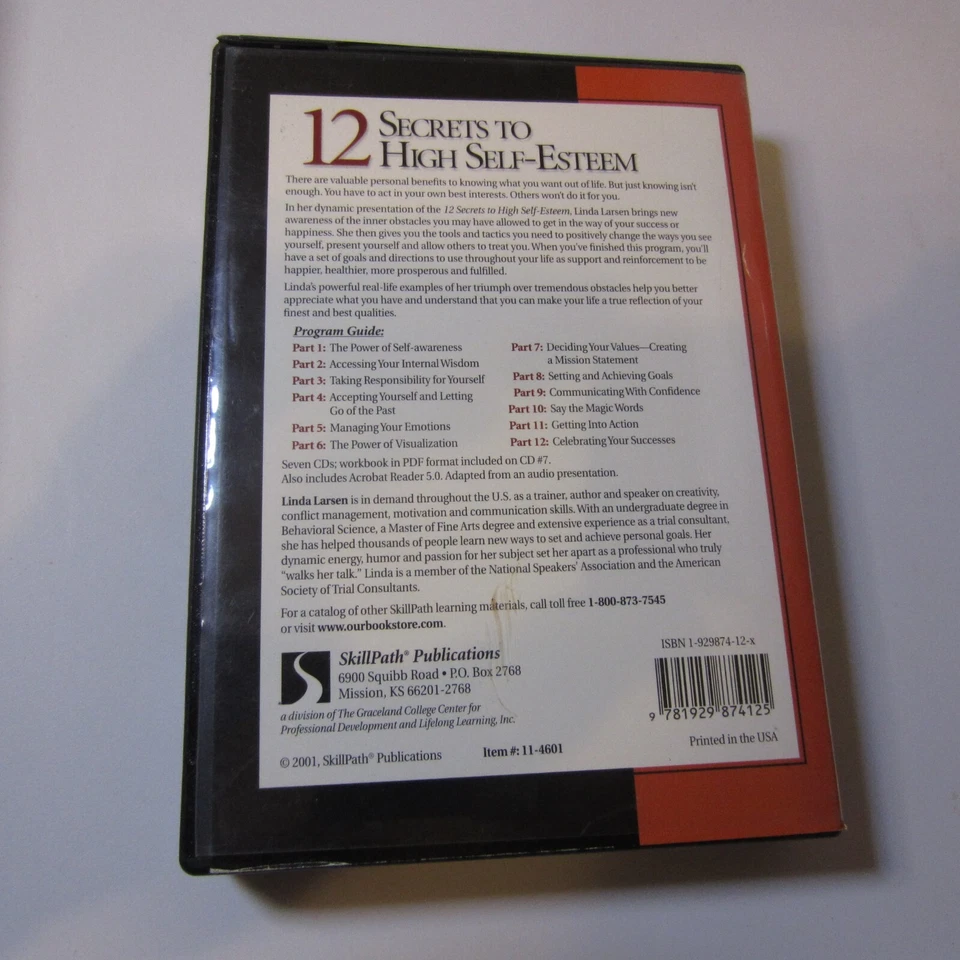 12 SECRETS TO
HIGH SELF-ESTEEM
There are valuable personal benefits to knowing what you want out of life. But just knowing isn't
enough. You have to act in your own best interests. Others won't do it for you.
In her dynamic presentation of the 12 Secrets to High Self-Esteem, Linda Larsen brings new
awareness of the inner obstacles you may have allowed to get in the way of your success or
happiness. She then gives you the tools and tactics you need to positively change the ways you see
yourself, present yourself and allow others to treat you. When you've finished this program, you'll
have a set of goals and directions to use throughout your life as support and reinforcement to be
happier, healthier, more prosperous and fulfilled.
Linda's powerful real-life examples of her triumph over tremendous obstacles help you better
appreciate what you have and understand that you can make your life a true reflection of your
finest and best qualities.
Program Guide:
Part 1: The Power of Self-awareness
Part 2: Accessing Your Internal Wisdom
Part 3: Taking Responsibility for Yourself
Part 4: Accepting Yourself and Letting
Go of the Past
Part 5: Managing Your Emotions
Part 6: The Power of Visualization
Part 7: Deciding Your Values—Creating
a Mission Statement
Part 8: Setting and Achieving Goals
Part 9: Communicating With Confidence
Part 10: Say the Magic Words
Part 11: Getting Into Action
Part 12: Celebrating Your Successes
Seven CDs; workbook in PDF format included on CD #7.
Also includes Acrobat Reader 5.0. Adapted from an audio presentation.
Linda Larsen is in demand throughout the U.S. as a trainer, author and speaker on creativity,
conflict management, motivation and communication skills. With an undergraduate degree in
Behavioral Science, a Master of Fine Arts degree and extensive experience as a trial consultant,
she has helped thousands of people learn new ways to set and achieve personal goals. Her
dynamic energy, humor and passion for her subject set her apart as a professional who truly
"walks her talk." Linda is a member of the National Speakers' Association and the American
Society of Trial Consultants.
For a catalog of other SkillPath learning materials, call toll free 1-800-873-7545
or visit www.ourbookstore.com.
SkillPath® Publications
6900 Squibb Road • P.O. Box 2768
Mission, KS 66201-2768
a division of The Graceland College Center for
Professional Development and Lifelong Learning, Inc.
© 2001, SkillPath® Publications
Item #: 11-4601
ISBN 1-929874-12-x
9 781929 874125
Printed in the USA